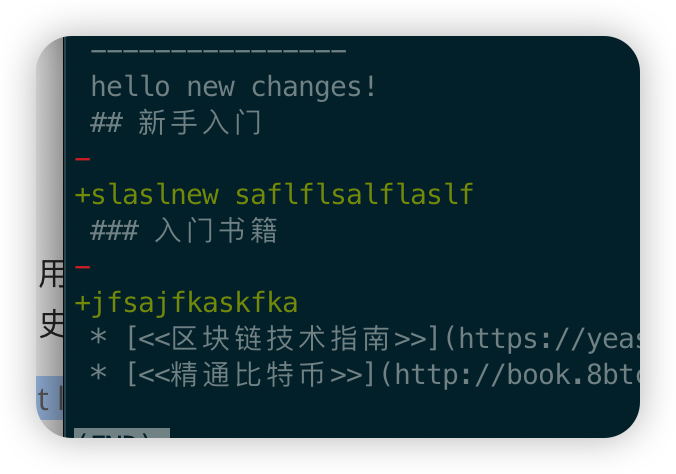 ----------------
hello new changes!
## 新手入门
-
+slaslnew saflflsalflaslf
### 入门书籍
-
+jfsajfkaskfka
* [<<区块链技术指南>>](https://yeas
* [<<精通比特币>>](http://book.8btc
(END)
用
史
t